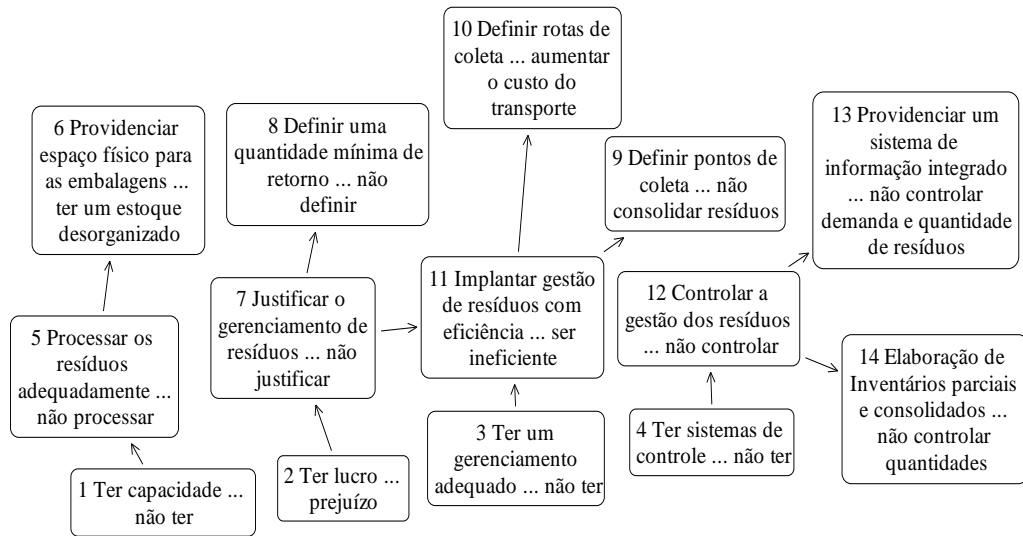 10 Definir rotas de
coleta ... aumentar
o custo do
transporte
6 Providenciar
espaço físico para
as embalagens ...
ter um estoque
desorganizado
8 Definir uma
quantidade mínima de
retorno ... não
definir
13 Providenciar um
sistema de
informação integrado
... não controlar
demanda e quantidade
de resíduos
9 Definir pontos de
coleta ... não
consolidar resíduos
5 Processar os
resíduos
adequadamente ...
não processar
7 Justificar o
gerenciamento de
resíduos ... não
justificar
11 Implantar gestão
de resíduos com
eficiência ... ser
ineficiente
12 Controlar a
gestão dos resíduos
... não controlar
14 Elaboração de
Inventários parciais
e consolidados ...
não controlar
quantidades
1 Ter capacidade ...
não ter
2 Ter lucro ...
prejuízo
3 Ter um
gerenciamento
adequado ... não ter
4 Ter sistemas de
controle ... não ter